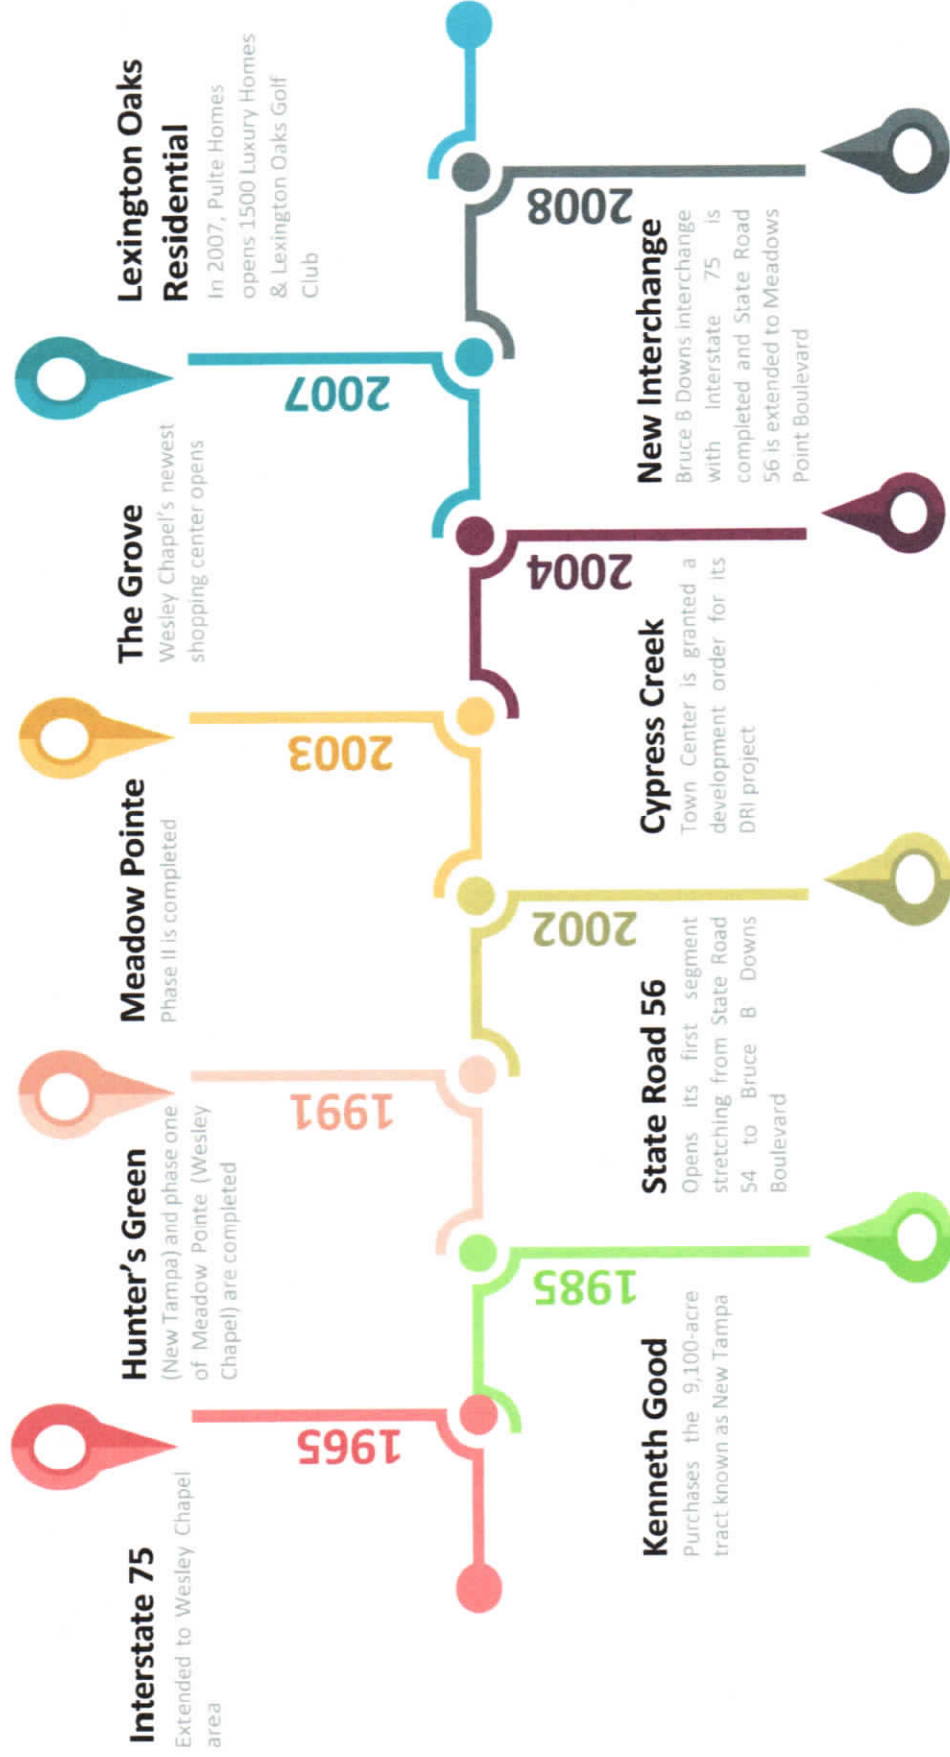 Interstate 75
Extended to Wesley Chapel
area
1965
Kenneth Good
Purchases the 9,100-acre
tract known as New Tampa
1985
Hunter's Green
(New Tampa) and phase one
of Meadow Pointe (Wesley
Chapel) are completed
1991
State Road 56
Opens its first segment
stretching from State Road
54 to Bruce B Downs
Boulevard
2002
Meadow Pointe
Phase II is completed
2003
Cypress Creek
Town Center is granted a
development order for its
DRI project
2004
The Grove
Wesley Chapel's newest
shopping center opens
2007
New Interchange
Bruce B Downs interchange
with Interstate 75 is
completed and State Road
56 is extended to Meadows
Point Boulevard
2008
Lexington Oaks
Residential
In 2007, Pulte Homes
opens 1500 Luxury Homes
& Lexington Oaks Golf
Club